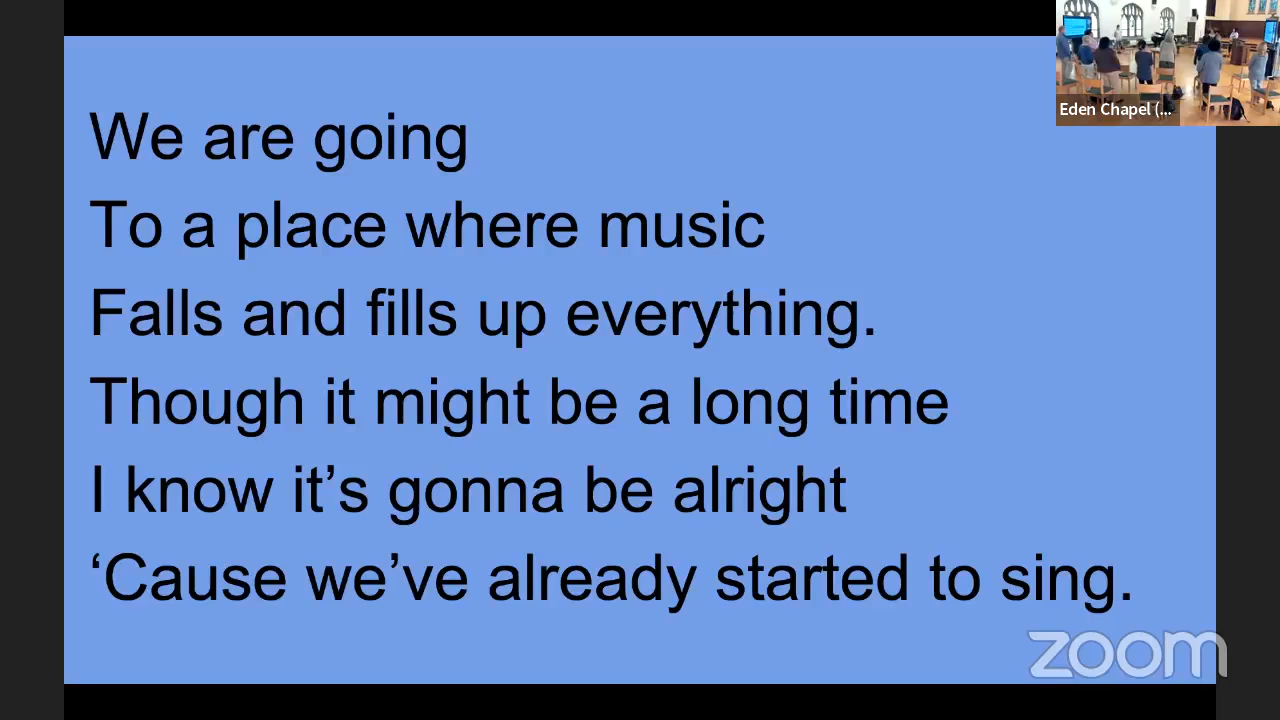 Eden Chapel (...
We are going
To a place where music
Falls and fills up everything.
Though it might be a long time
I know it’s gonna be alright
‘Cause we’ve already started to sing.
zoom